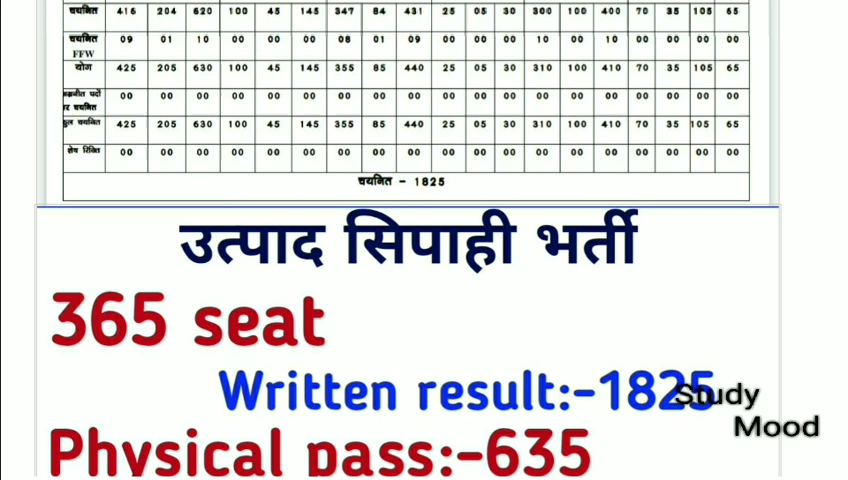 चयनित 416 204 620 100 45 145 347 84 431 25 05 30 300 100 400 70 35 105 65
चयनित 09 01 10 00 00 00 08 01 09 00 00 00 10 00 10 00 00 00 00
FFW
योग 425 205 630 100 45 145 355 85 440 25 05 30 310 100 410 70 35 105 65
पदों 00 00 00 00 00 00 00 00 00 00 00 00 00 00 00 00 00 00 00
चयनित
चयनित 425 205 630 100 45 145 355 85 440 25 05 30 310 100 410 70 35 105 65
शेष रिक्ति 00 00 00 00 00 00 00 00 00 00 00 00 00 00 00 00 00 00 00
चयनित - 1825
उत्पाद सिपाही भर्ती
365 seat
Written result:-1825
Study
Mood
Physical pass:-635